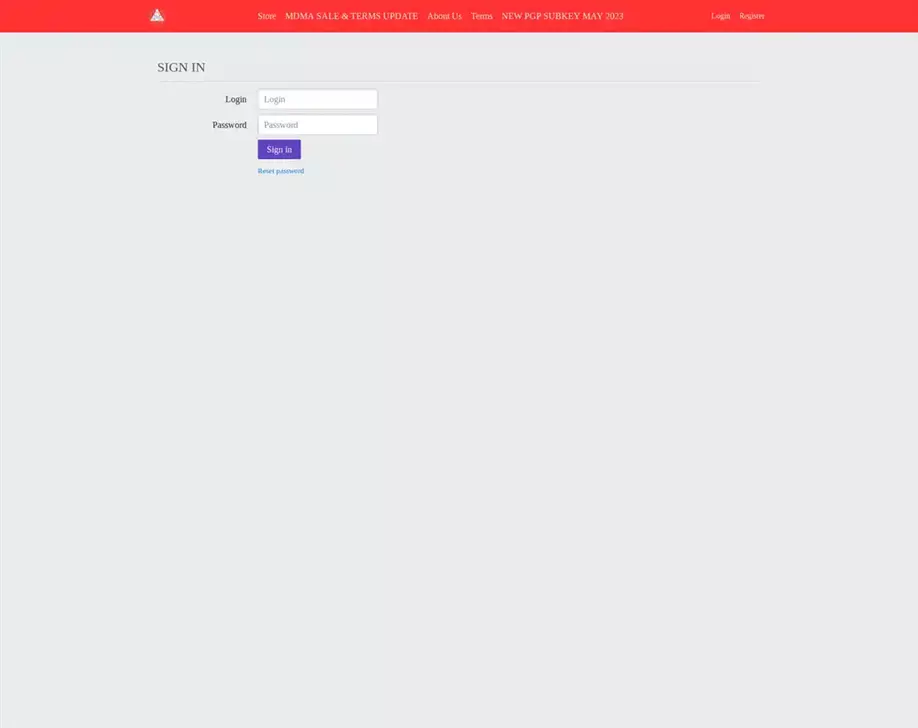 Store MDMA SALE & TERMS UPDATE About Us Terms NEW PGP SUBKEY MAY 2023 Login Register
SIGN IN
Login Login
Password Password
Sign in
Reset password